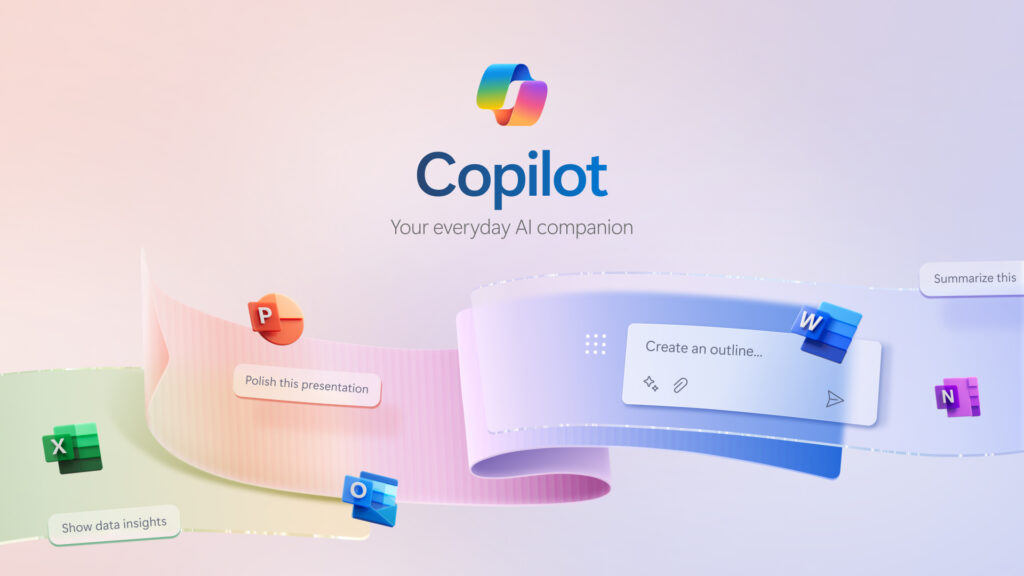 Copilot
Your everyday AI companion
Summarize this
P
W
Create an outline...
Polish this presentation
N
X
O
Show data insights